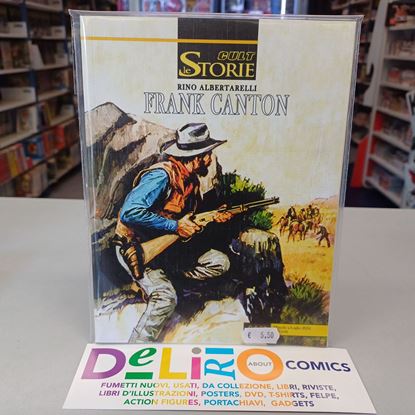 CULT
le STORIE
RINO ALBERTARELLI
FRANK CANTON
€ 5,50
DeLiRiO ABOUT COMICS
FUMETTI NUOVI, USATI, DA COLLEZIONE, LIBRI, RIVISTE,
LIBRI D'ILLUSTRAZIONI, POSTERS, DVD, T-SHIRTS, FELPE,
ACTION FIGURES, PORTACHIAVI, GADGETS